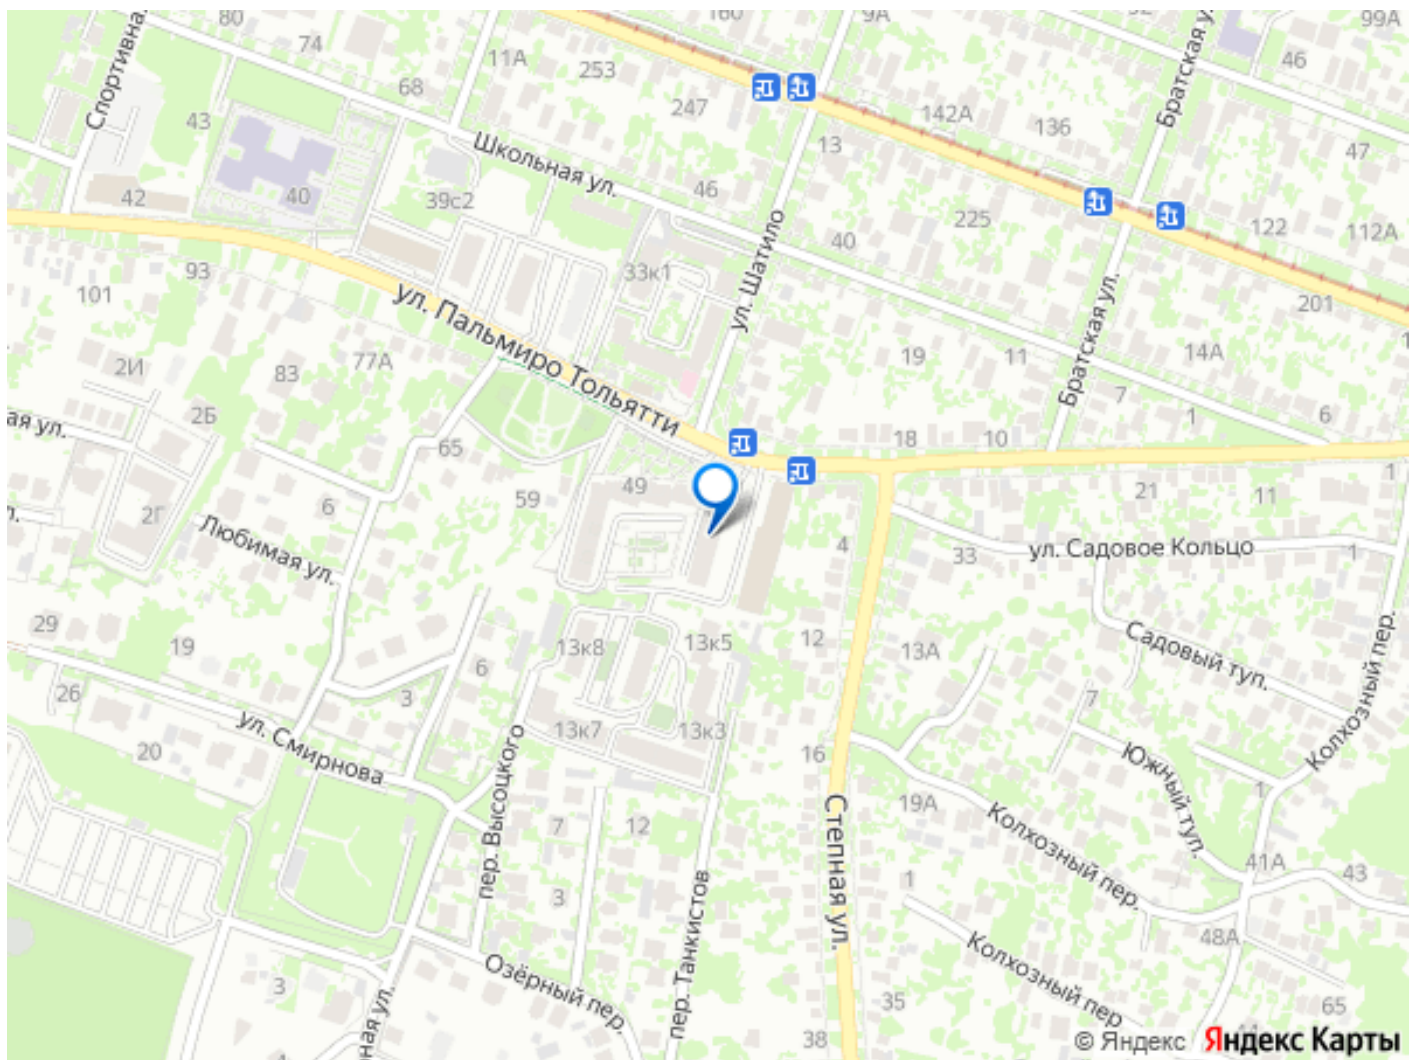 80
160
9А
92
99А
74
11А
253
46
Спортивна
68
247
142А
136
Братская у
43
Школьная ул.
13
47
42
40
39с2
46
225
122
112А
93
40
101
33к1
ул. Шатило
Братская ул.
201
ул. Пальмиро Тольятти
77А
2И
83
19
11
14А
7
1
6
2Б
ая ул.
65
18
10
1
6
59
49
21
11
2Г
Любимая ул.
4
33
ул. Садовое Кольцо
1
29
19
13к8
13к5
12
13А
Садовый туп.
Колхозный пер.
26
6
3
7
ул. Смирнова
20
13к7
13к3
16
Южный туп.
1
пер. Высоцкого
7
12
19А
Степная ул.
Колхозный пер.
41А
43
3
1
пер. Танкистов
48А
Озёрный пер.
Колхозный пер
3
35
65
ная ул.
38
© Яндекс Яндекс Карты